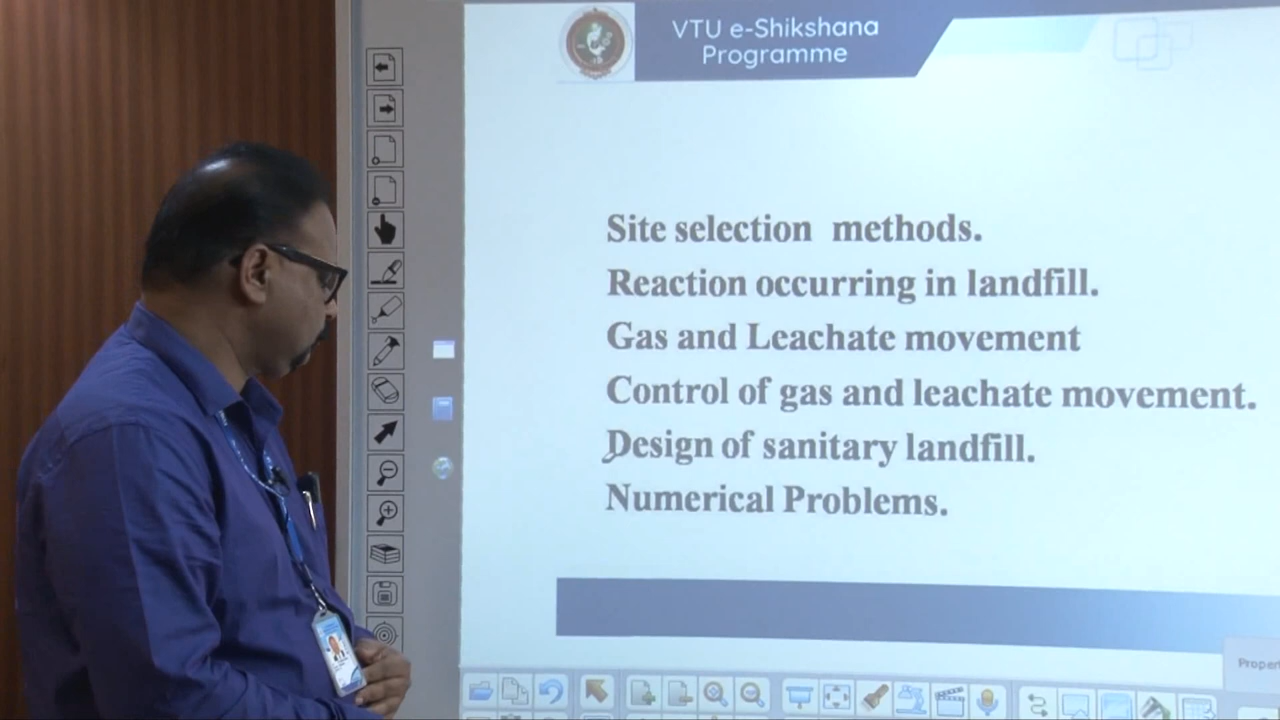 VTU e-Shikshana
Programme
Site selection methods.
Reaction occurring in landfill.
Gas and Leachate movement
Control of gas and leachate movement.
Design of sanitary landfill.
Numerical Problems.